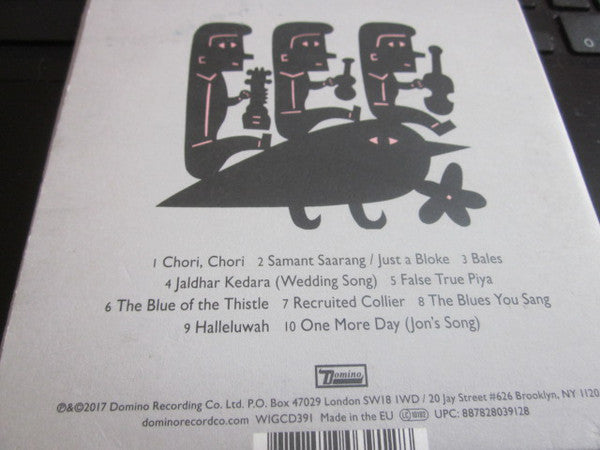 1 Chori, Chori 2 Samant Saarang / Just a Bloke 3 Bales
4 Jaldhar Kedara (Wedding Song) 5 False True Piya
6 The Blue of the Thistle 7 Recruited Collier 8 The Blues You Sang
9 Halleluwah 10 One More Day (Jon's Song)
Domino
℗&©2017 Domino Recording Co. Ltd. P.O. Box 47029 London SW18 1WD / 20 Jay Street #626 Brooklyn, NY 1120
dominorecordco.com WIGCD391 Made in the EU LC UPC: 887828039128